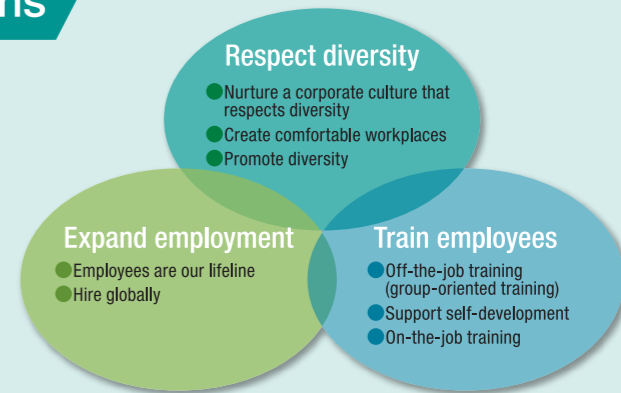 Respect diversity
●Nurture a corporate culture that
respects diversity
●Create comfortable workplaces
●Promote diversity
Expand employment
●Employees are our lifeline
●Hire globally
Train employees
●Off-the-job training
(group-oriented training)
●Support self-development
●On-the-job training